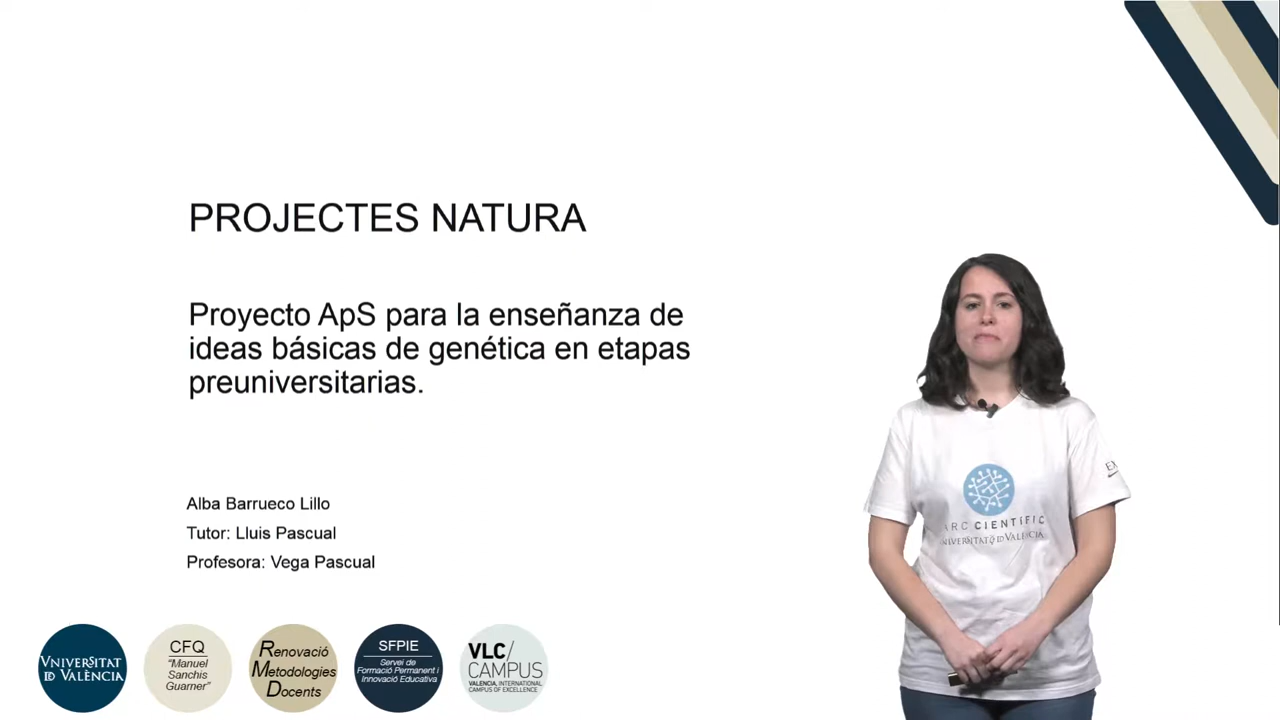 PROJECTES NATURA
Proyecto ApS para la enseñanza de
ideas básicas de genética en etapas
preuniversitarias.
Alba Barrueco Lillo
Tutor: Lluis Pascual
Profesora: Vega Pascual
VNIVERSITAT
ID VALÈNCIA
CFQ
"Manuel
Sanchis
Guarner"
Renovació
Metodologies
Docents
SFPIE
Servei de
Formació Permanent i
Innovació Educativa
VLC/
CAMPUS
VALENCIA, INTERNATIONAL
CAMPUS OF EXCELLENCE
ARC CIENTÍFIC
VNIVERSITAT ID VALÈNCIA